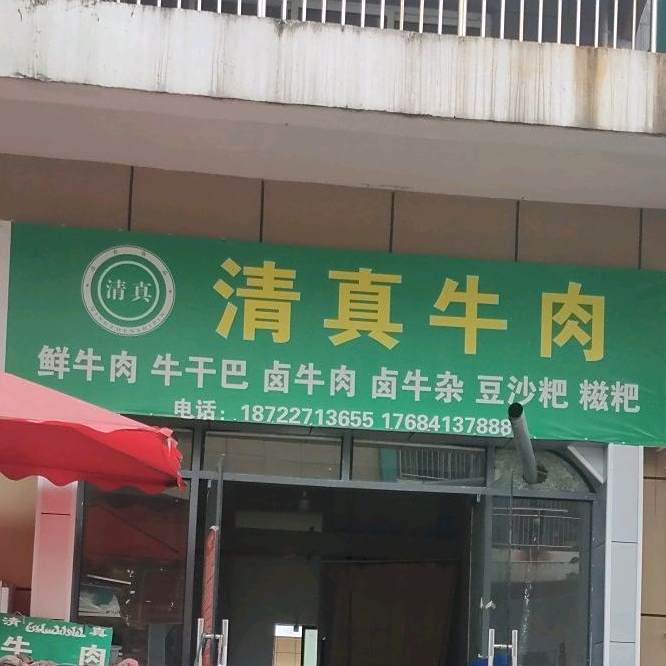 清真
清真牛肉
鲜牛肉 牛干巴 卤牛肉 卤牛杂 豆沙粑 糍粑
电话: 18722713655 17684137888
清 真
牛 肉